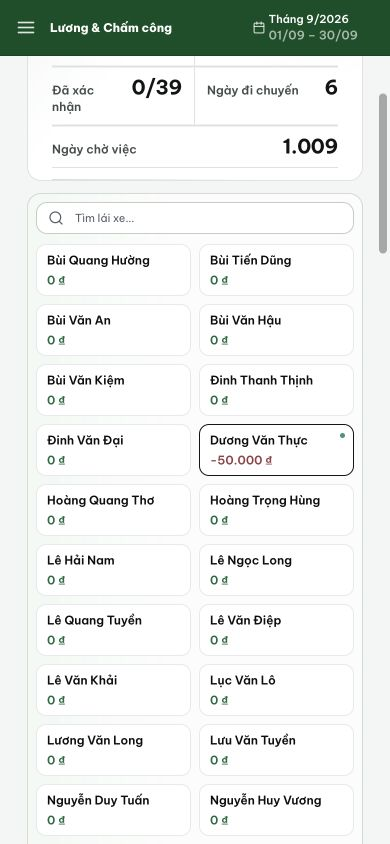 Lương & Chấm công
Tháng 9/2026
01/09 – 30/09
Đã xác nhận
0/39
Ngày đi chuyến
6
Ngày chờ việc
1.009
Tìm lái xe...
Bùi Quang Hường
0 ₫
Bùi Tiến Dũng
0 ₫
Bùi Văn An
0 ₫
Bùi Văn Hậu
0 ₫
Bùi Văn Kiệm
0 ₫
Đinh Thanh Thịnh
0 ₫
Đinh Văn Đại
0 ₫
Dương Văn Thực
-50.000 ₫
Hoàng Quang Thơ
0 ₫
Hoàng Trọng Hùng
0 ₫
Lê Hải Nam
0 ₫
Lê Ngọc Long
0 ₫
Lê Quang Tuyển
0 ₫
Lê Văn Điệp
0 ₫
Lê Văn Khải
0 ₫
Lục Văn Lô
0 ₫
Lương Văn Long
0 ₫
Lưu Văn Tuyền
0 ₫
Nguyễn Duy Tuấn
0 ₫
Nguyễn Huy Vương
0 ₫